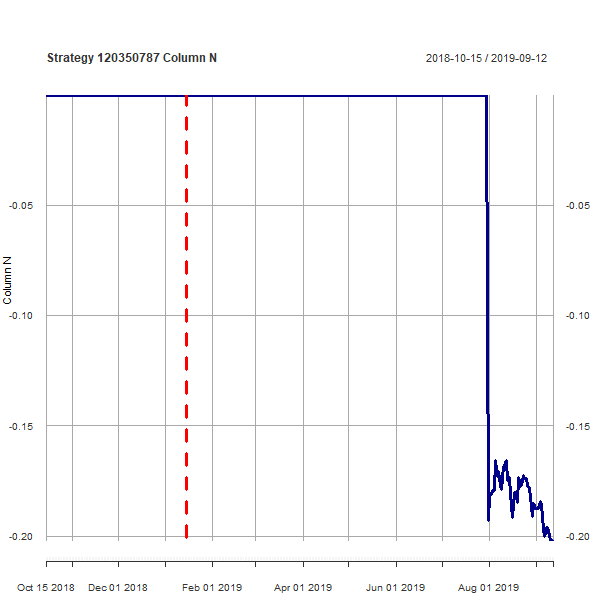 Strategy 120350787 Column N
2018-10-15 / 2019-09-12
-0.05
-0.05
Column N
-0.10
-0.10
-0.15
-0.15
-0.20
-0.20
Oct 15 2018
Dec 01 2018
Feb 01 2019
Apr 01 2019
Jun 01 2019
Aug 01 2019